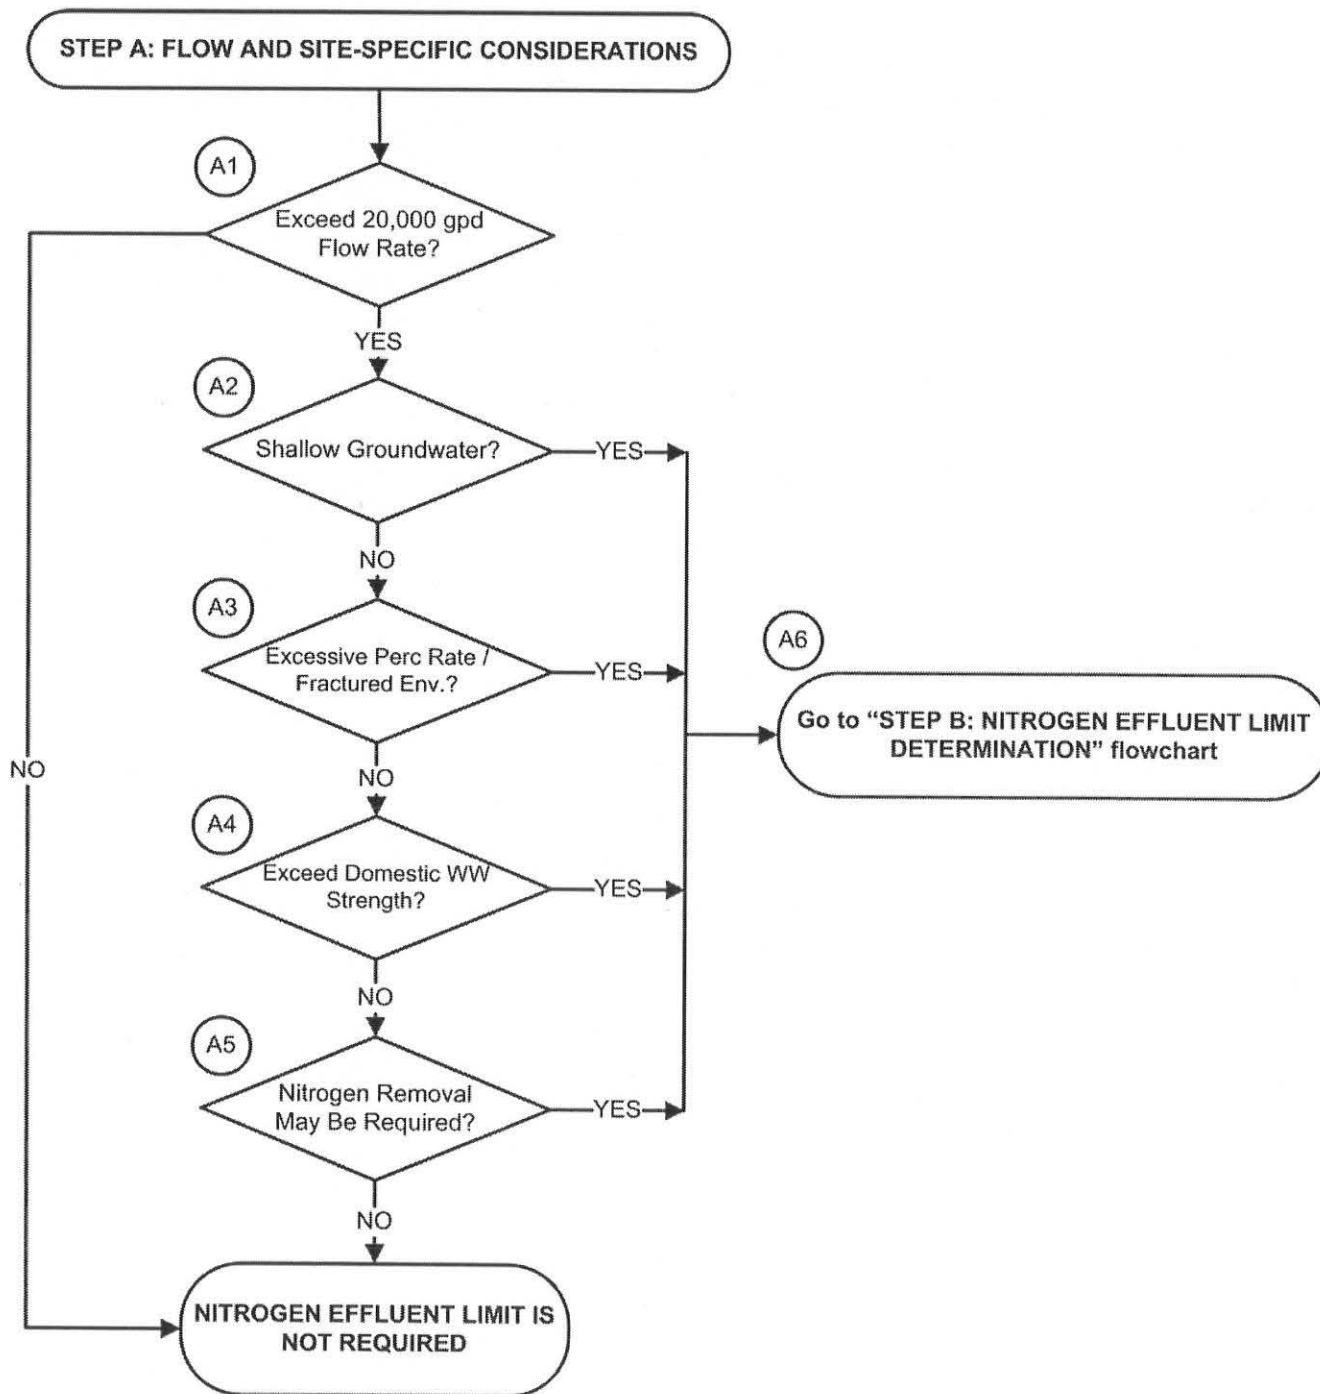 STEP A: FLOW AND SITE-SPECIFIC CONSIDERATIONS
A1
Exceed 20,000 gpd
Flow Rate?
YES
A2
Shallow Groundwater?
YES
NO
A3
Excessive Perc Rate /
Fractured Env.?
YES
A6
Go to “STEP B: NITROGEN EFFLUENT LIMIT
DETERMINATION” flowchart
NO
NO
A4
Exceed Domestic WW
Strength?
YES
NO
A5
Nitrogen Removal
May Be Required?
YES
NO
NITROGEN EFFLUENT LIMIT IS
NOT REQUIRED